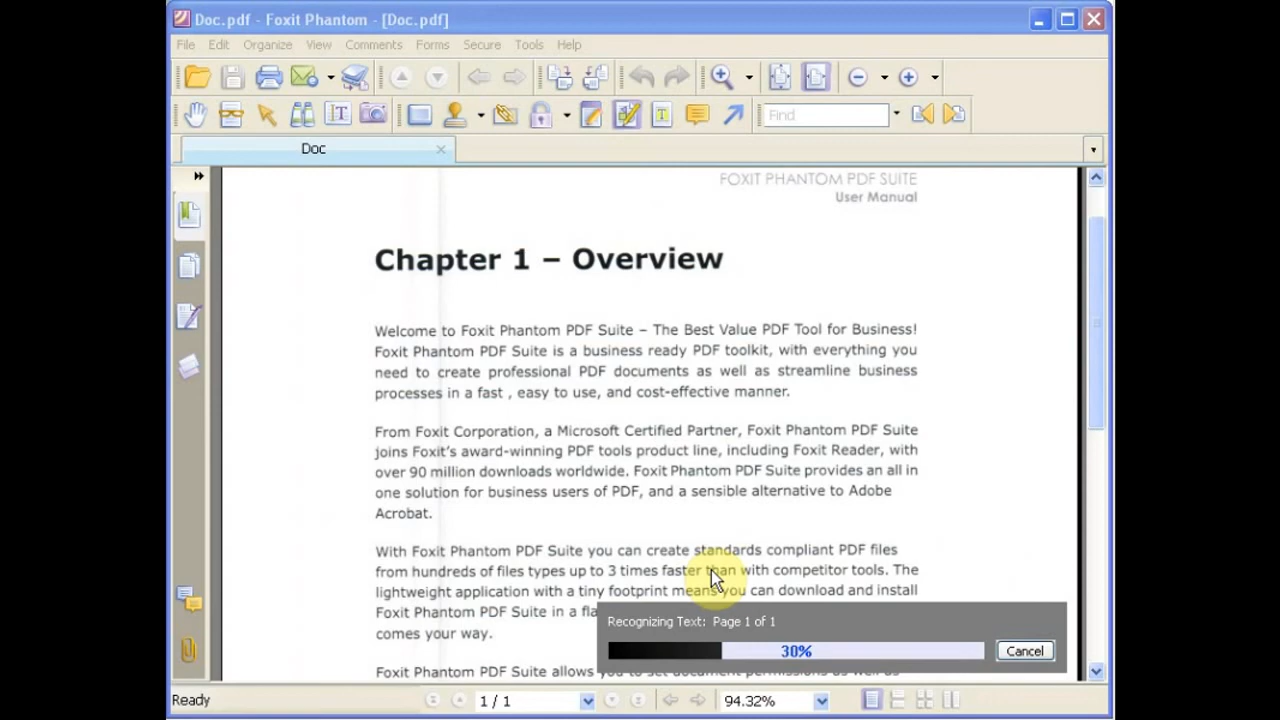 Doc.pdf - Foxit Phantom - [Doc.pdf]
File Edit Organize View Comments Forms Secure Tools Help
Find
Doc
FOXIT PHANTOM PDF SUITE
User Manual
Chapter 1 – Overview
Welcome to Foxit Phantom PDF Suite – The Best Value PDF Tool for Business!
Foxit Phantom PDF Suite is a business ready PDF toolkit, with everything you
need to create professional PDF documents as well as streamline business
processes in a fast , easy to use, and cost-effective manner.
From Foxit Corporation, a Microsoft Certified Partner, Foxit Phantom PDF Suite
joins Foxit's award-winning PDF tools product line, including Foxit Reader, with
over 90 million downloads worldwide. Foxit Phantom PDF Suite provides an all in
one solution for business users of PDF, and a sensible alternative to Adobe
Acrobat.
With Foxit Phantom PDF Suite you can create standards compliant PDF files
from hundreds of files types up to 3 times faster than with competitor tools. The
lightweight application with a tiny footprint means you can download and install
Foxit Phantom PDF Suite in a fla
comes your way.
Foxit Phantom PDF Suite allows you to set document permissions as well as
Recognizing Text: Page 1 of 1
30%
Cancel
Ready
1 / 1
94.32%